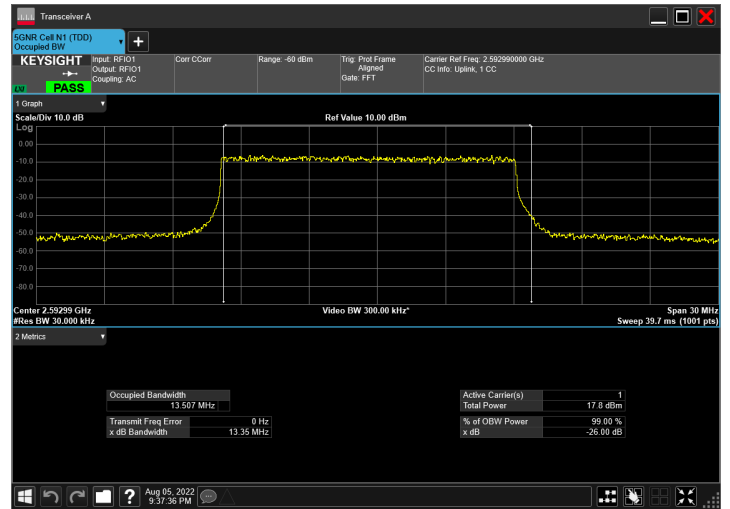 Transceiver A
5GNR Cell N1 (TDD)
Occupied BW
KEYSIGHT
LXI
PASS
Input: RFIO1
Output: RFIO1
Coupling: AC
Corr CCorr
Range: -60 dBm
Trig: Prot Frame
Aligned
Gate: FFT
Carrier Ref Freq: 2.592990000 GHz
CC Info: Uplink, 1 CC
1 Graph
Scale/Div 10.0 dB
Ref Value 10.00 dBm
Log
0.00
-10.0
-20.0
-30.0
-40.0
-50.0
-60.0
-70.0
-80.0
Center 2.59299 GHz
Video BW 300.00 kHz*
Span 30 MHz
#Res BW 30.000 kHz
Sweep 39.7 ms (1001 pts)
2 Metrics
Occupied Bandwidth
13.507 MHz
Transmit Freq Error 0 Hz
x dB Bandwidth 13.35 MHz
Active Carrier(s) 1
Total Power 17.8 dBm
% of OBW Power 99.00 %
x dB -26.00 dB
?
Aug 05, 2022
9:37:36 PM